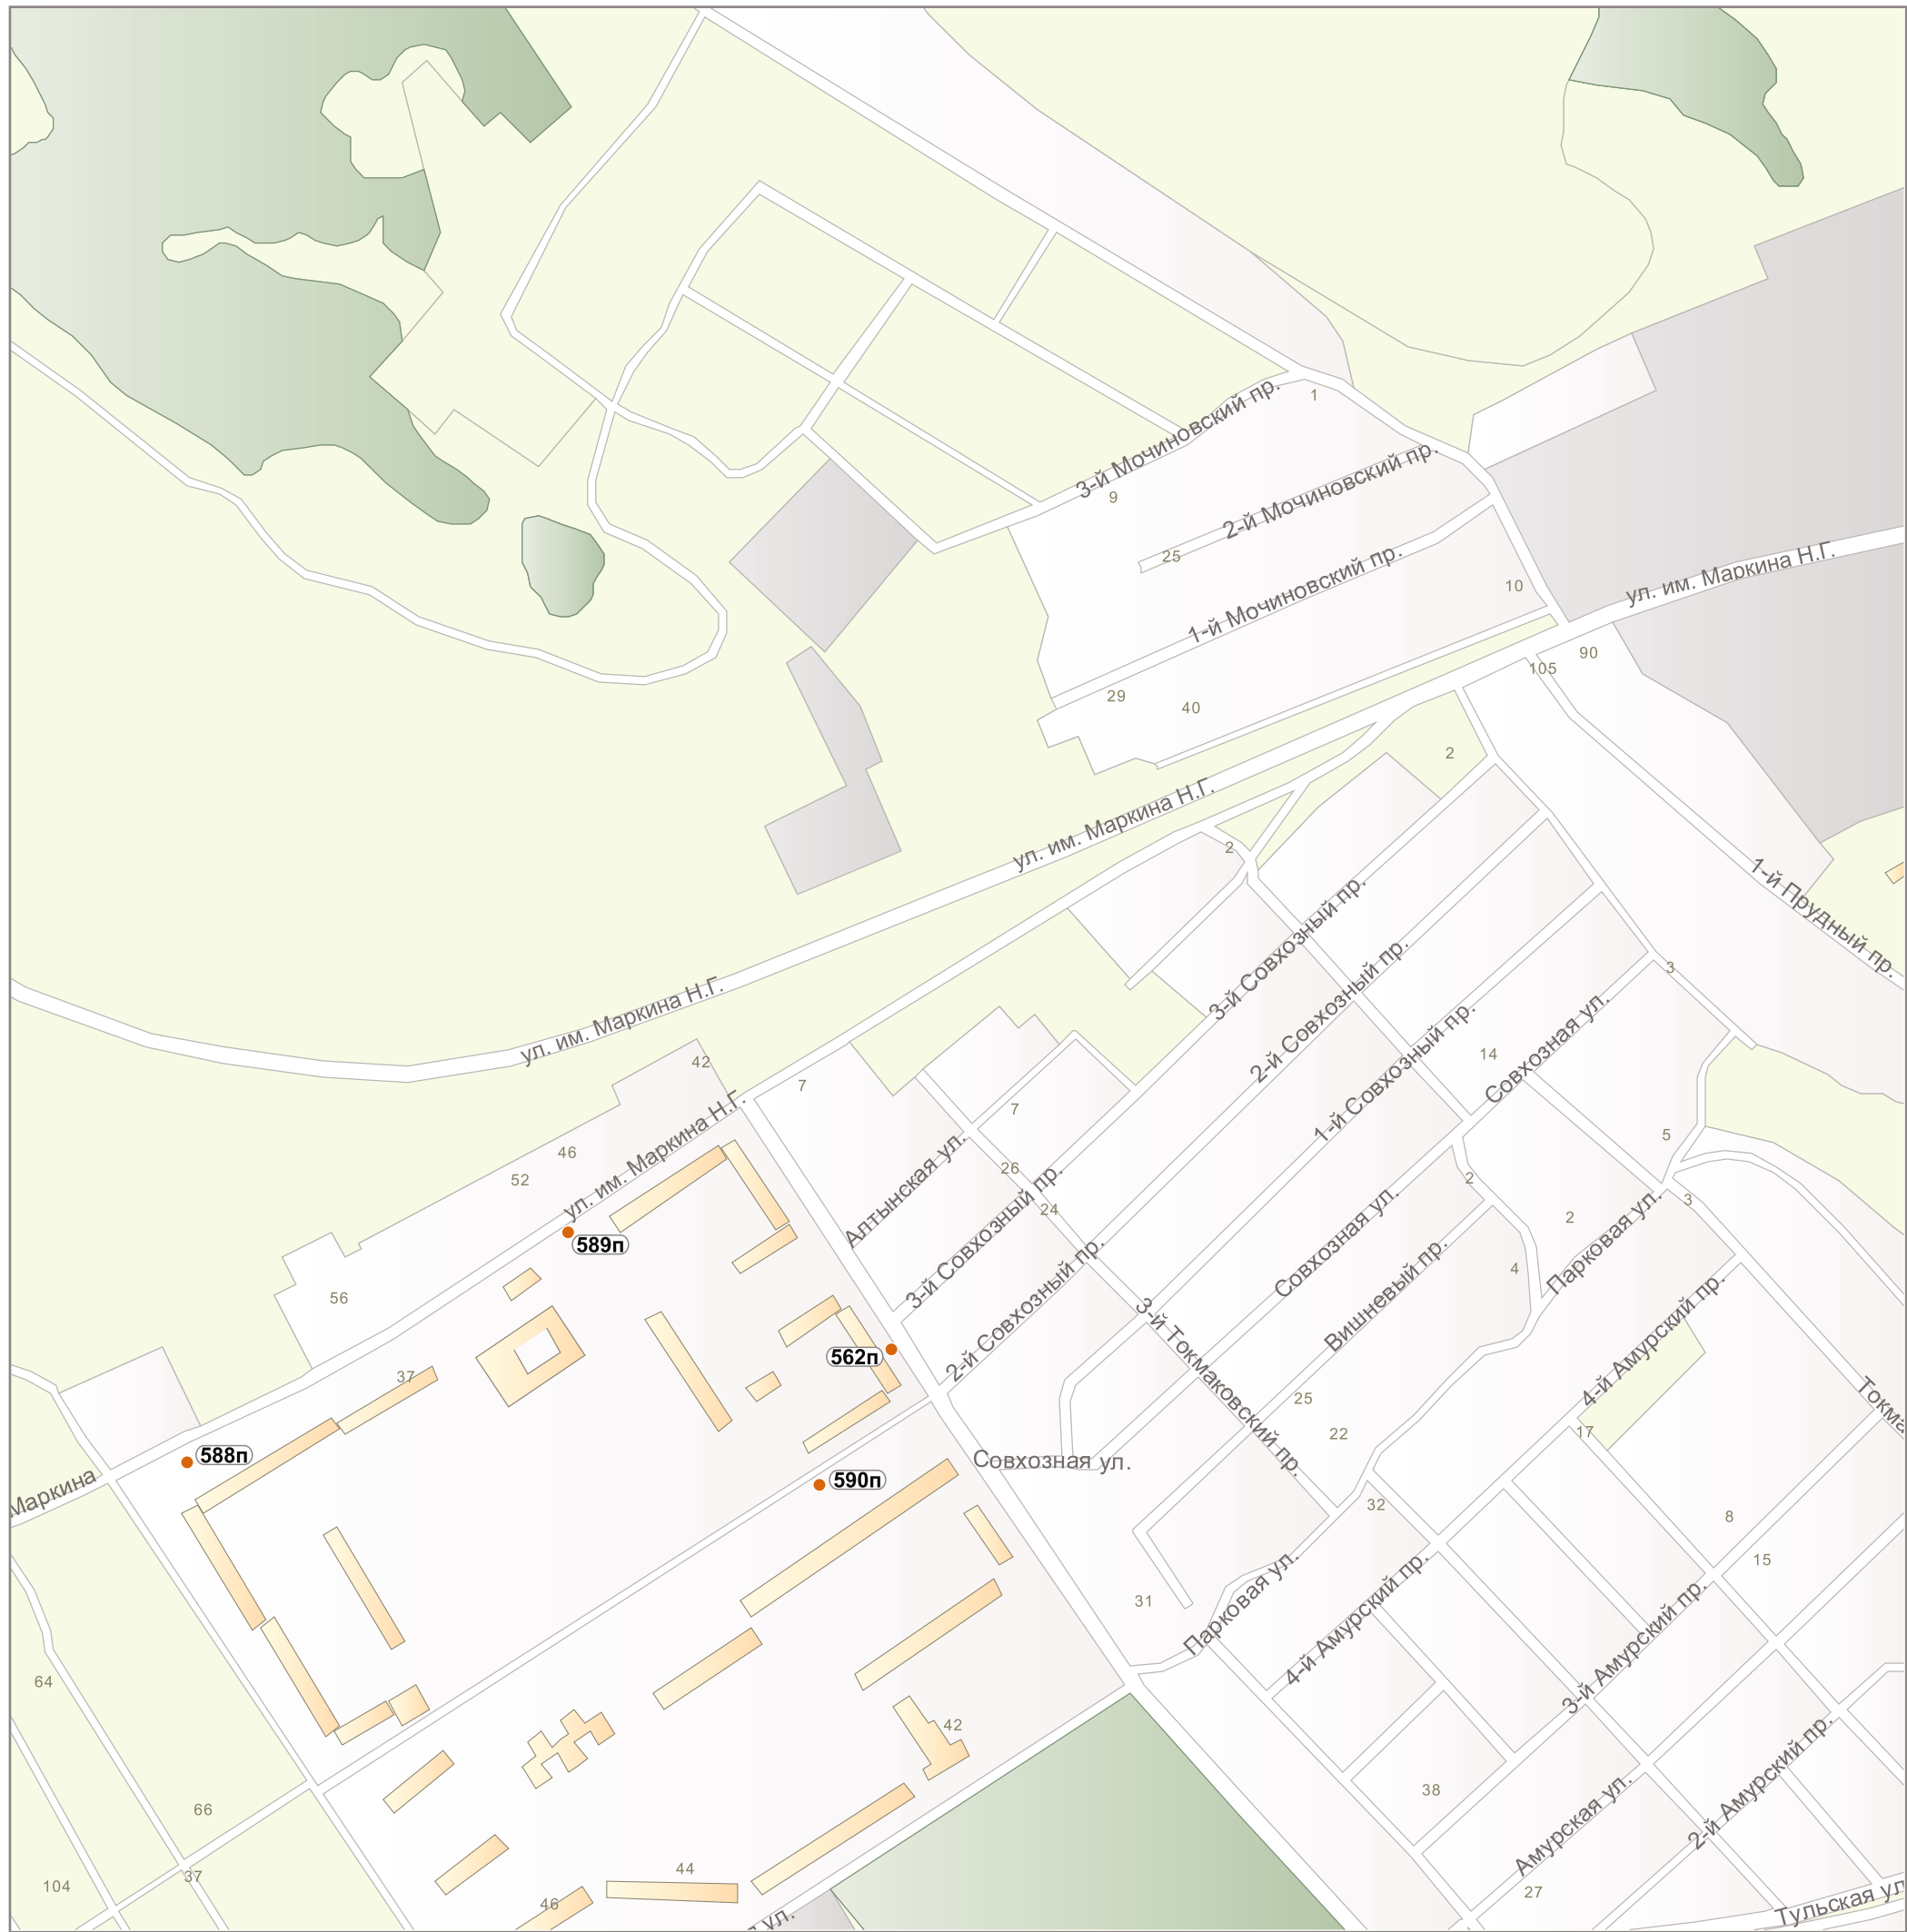 1
3-й Мочиновский пр.
9
2-й Мочиновский пр.
25
1-й Мочиновский пр.
10
ул. им. Маркина Н.Г.
90
105
29
40
2
ул. им. Маркина Н.Г.
2
1-й Прудный пр.
3-й Совхозный пр.
2-й Совхозный пр.
3
ул. им. Маркина Н.Г.
1-й Совхозный пр.
Совхозная ул.
14
42
7
7
ул. им. Маркина Н.Г.
46
52
5
Алтынская ул.
26
3-й Совхозный пр.
24
2
3
2
Парковая ул.
589п
Совхозная ул.
Вишневый пр.
4
56
2-й Совхозный пр.
3-й Токмаковский пр.
4-й Амурский пр.
562п
37
25
22
17
588п
Совхозная ул.
590п
Маркина
32
8
15
31
Парковая ул.
4-й Амурский пр.
3-й Амурский пр.
64
42
38
66
Амурская ул.
2-й Амурский пр.
104
37
44
46
27
Тульская ул
ул.